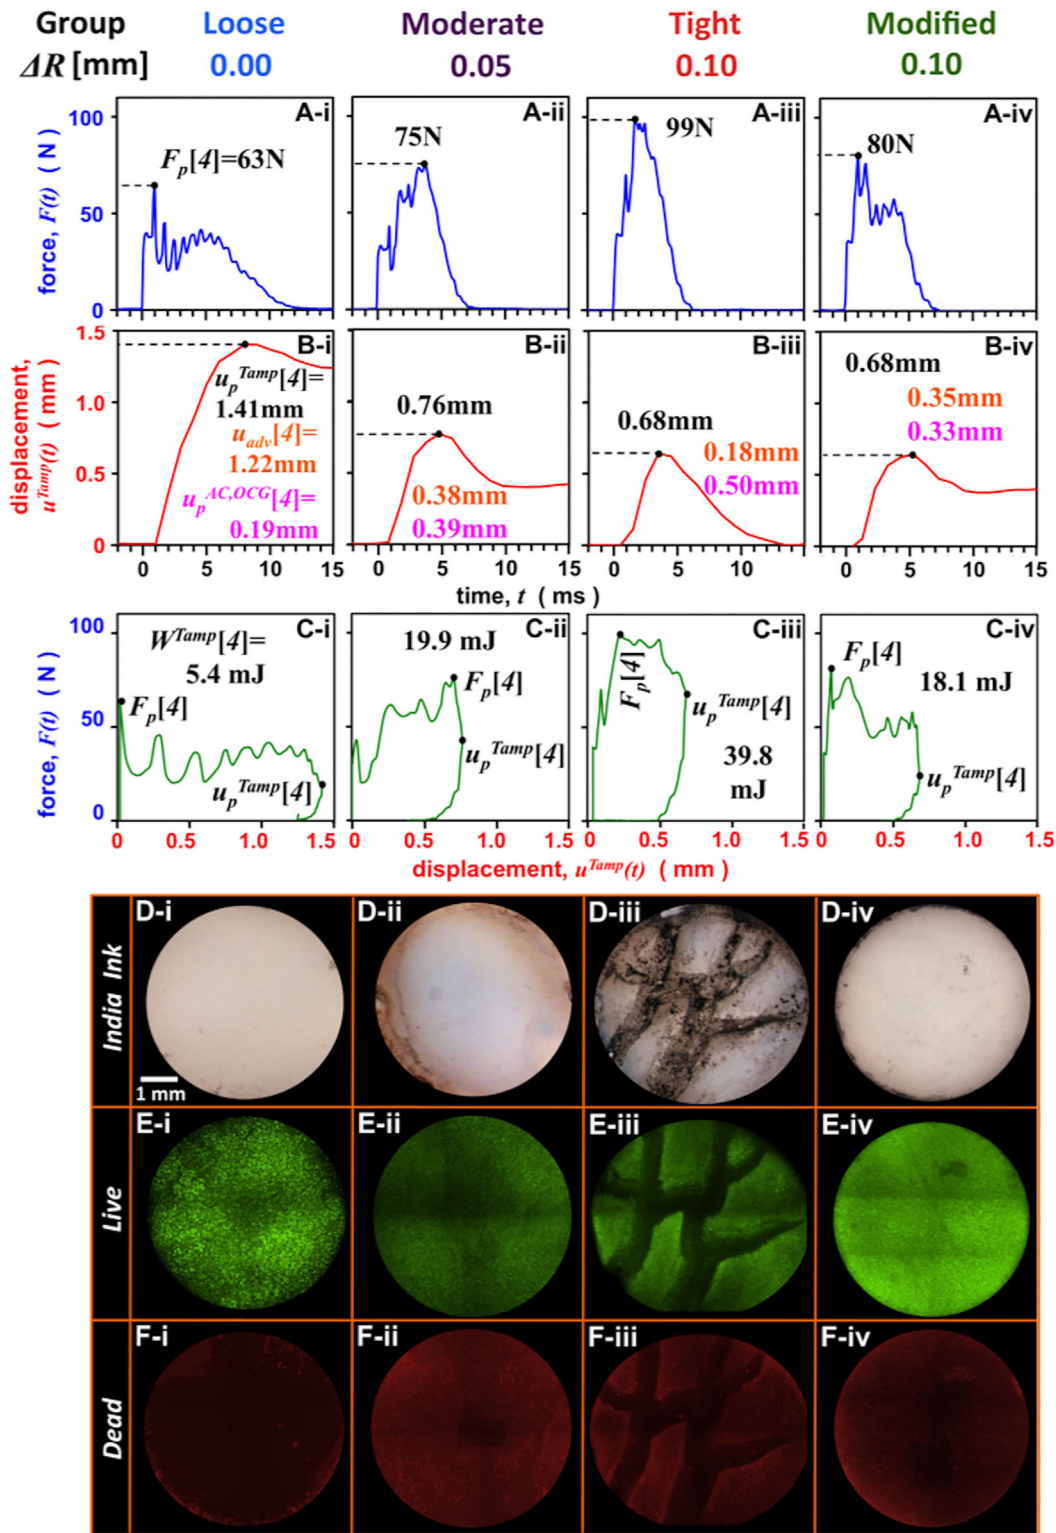 Group Loose Moderate Tight Modified
ΔR [mm] 0.00 0.05 0.10 0.10
A-i A-ii A-iii A-iv
force, F(t) ( N )
100
50
0
Fp[4]=63N
75N
99N
80N
B-i B-ii B-iii B-iv
displacement,
u^Tamp(t) ( mm )
1.5
1.0
0.5
0
u_p^Tamp[4]=
1.41mm
u_adv[4]=
1.22mm
u_p^AC,OCG[4]=
0.19mm
0.76mm
0.38mm
0.39mm
0.68mm
0.18mm
0.50mm
0.68mm
0.35mm
0.33mm
0 5 10 15 0 5 10 15 0 5 10 15 0 5 10 15
time, t ( ms )
C-i C-ii C-iii C-iv
force, F(t) ( N )
100
50
0
W^Tamp[4]=
5.4 mJ
Fp[4]
u_p^Tamp[4]
19.9 mJ
Fp[4]
u_p^Tamp[4]
Fp[4]
u_p^Tamp[4]
39.8
mJ
Fp[4]
18.1 mJ
u_p^Tamp[4]
0 0.5 1.0 1.5 0 0.5 1.0 1.5 0 0.5 1.0 1.5 0 0.5 1.0 1.5
displacement, u^Tamp(t) ( mm )
India Ink
D-i D-ii D-iii D-iv
1 mm
Live
E-i E-ii E-iii E-iv
Dead
F-i F-ii F-iii F-iv